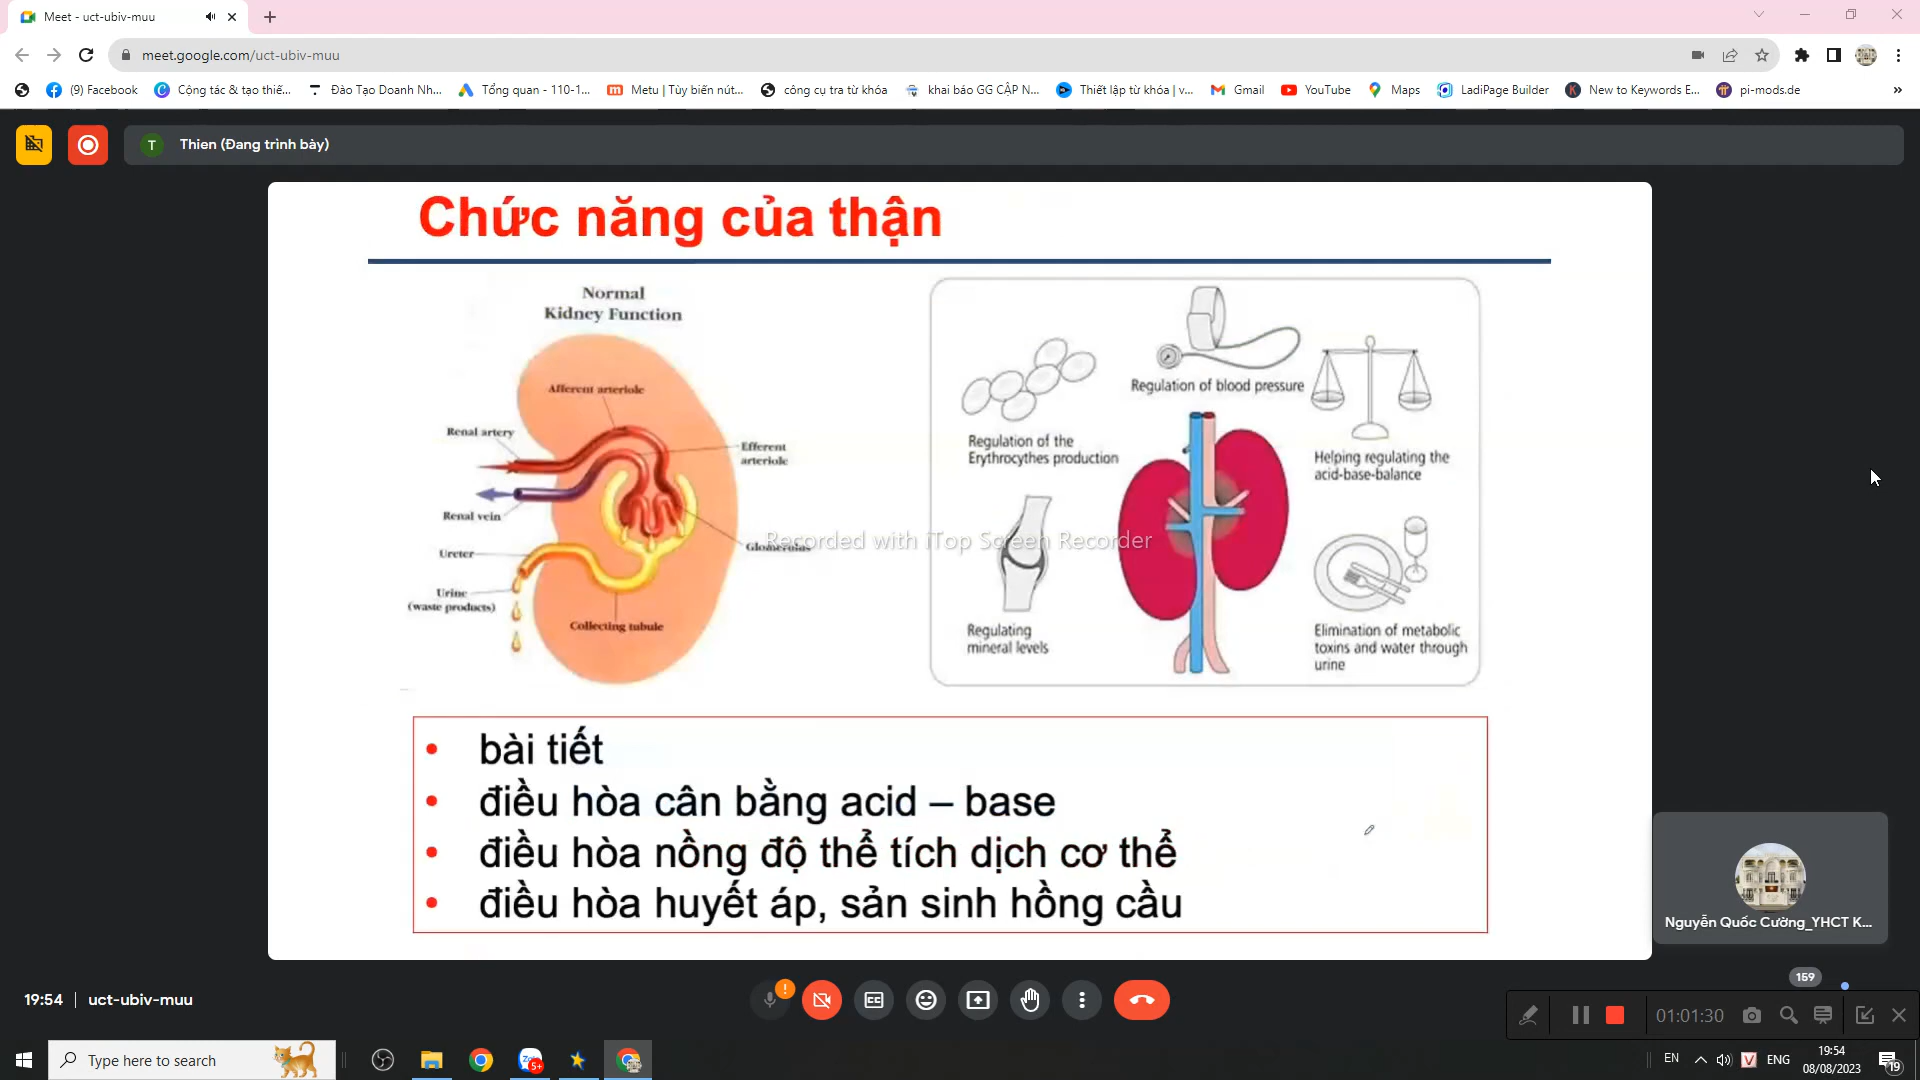 Meet - uct-ubiv-muu
meet.google.com/uct-ubiv-muu
(9) Facebook
Cộng tác & tạo thiế...
Đào Tạo Doanh Nh...
Tổng quan - 110-1...
Metu | Tùy biến nút...
công cụ tra từ khóa
khai báo GG CẬP N...
Thiết lập từ khóa | v...
Gmail
YouTube
Maps
LadiPage Builder
New to Keywords E...
pi-mods.de
T
Thien (Đang trình bày)
Chức năng của thận
Normal
Kidney Function
Afferent arteriole
Renal artery
Efferent
arteriole
Renal vein
Ureter
Glomerulus
Urine
(waste products)
Collecting tubule
Regulation of blood pressure
Regulation of the
Erythrocythes production
Helping regulating the
acid-base-balance
Regulating
mineral levels
Elimination of metabolic
toxins and water through
urine
Recorded with iTop Screen Recorder
• bài tiết
• điều hòa cân bằng acid – base
• điều hòa nồng độ thể tích dịch cơ thể
• điều hòa huyết áp, sản sinh hồng cầu
Nguyễn Quốc Cường_YHCT K...
159
19:54 | uct-ubiv-muu
01:01:30
Type here to search
Zalo
5+
EN
V
ENG
19:54
08/08/2023
19